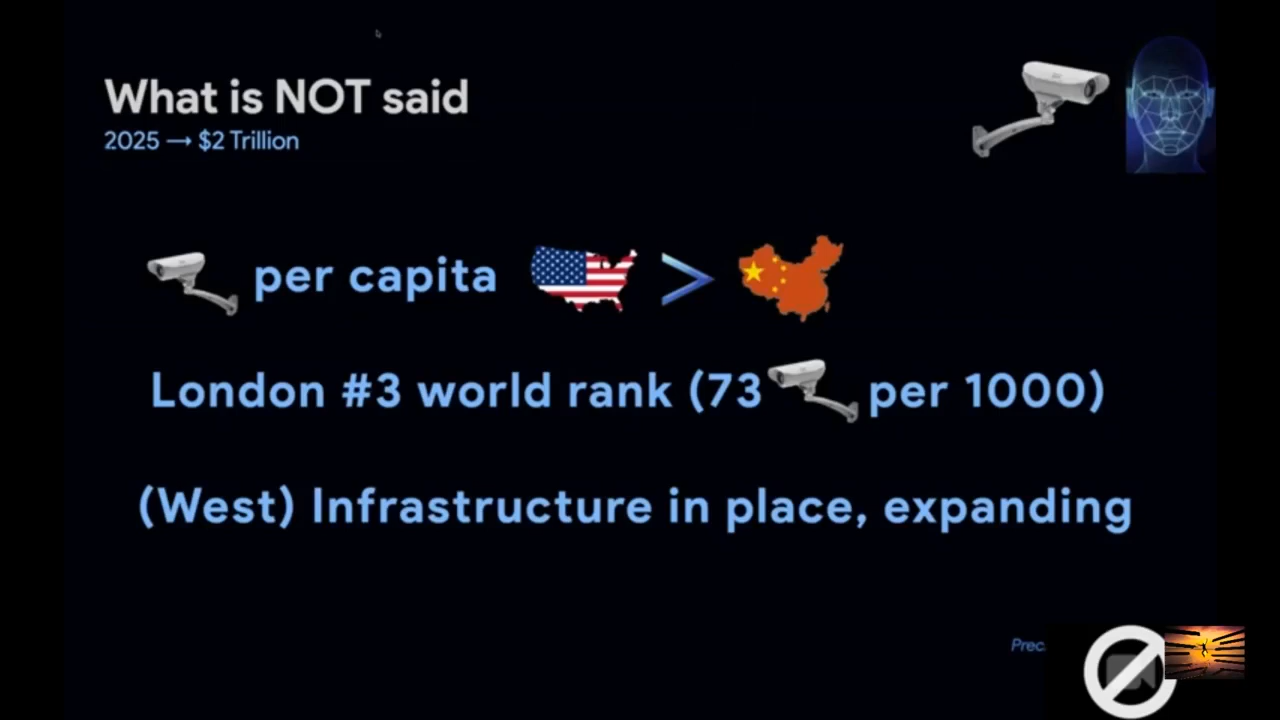 What is NOT said
2025 → $2 Trillion
per capita >
London #3 world rank (73 per 1000)
(West) Infrastructure in place, expanding